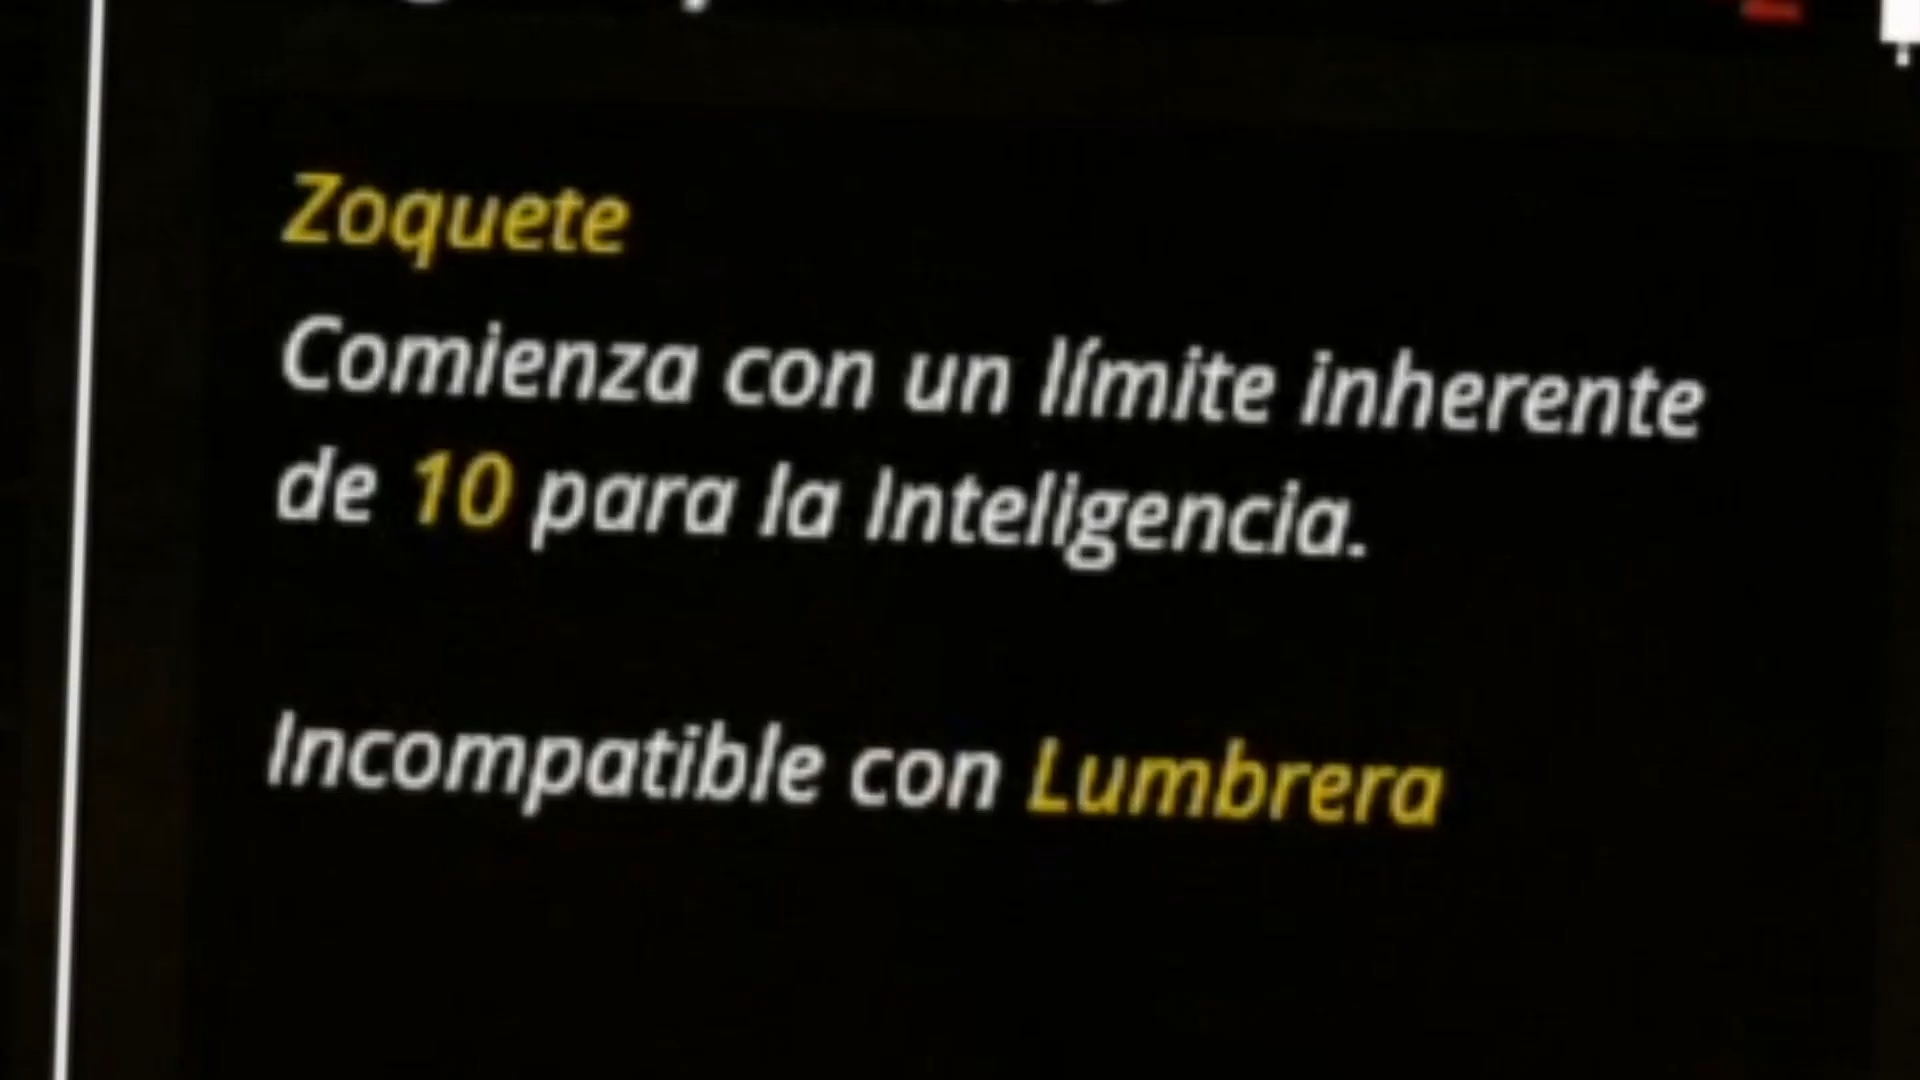 Zoquete
Comienza con un límite inherente
de 10 para la Inteligencia.
Incompatible con Lumbrera